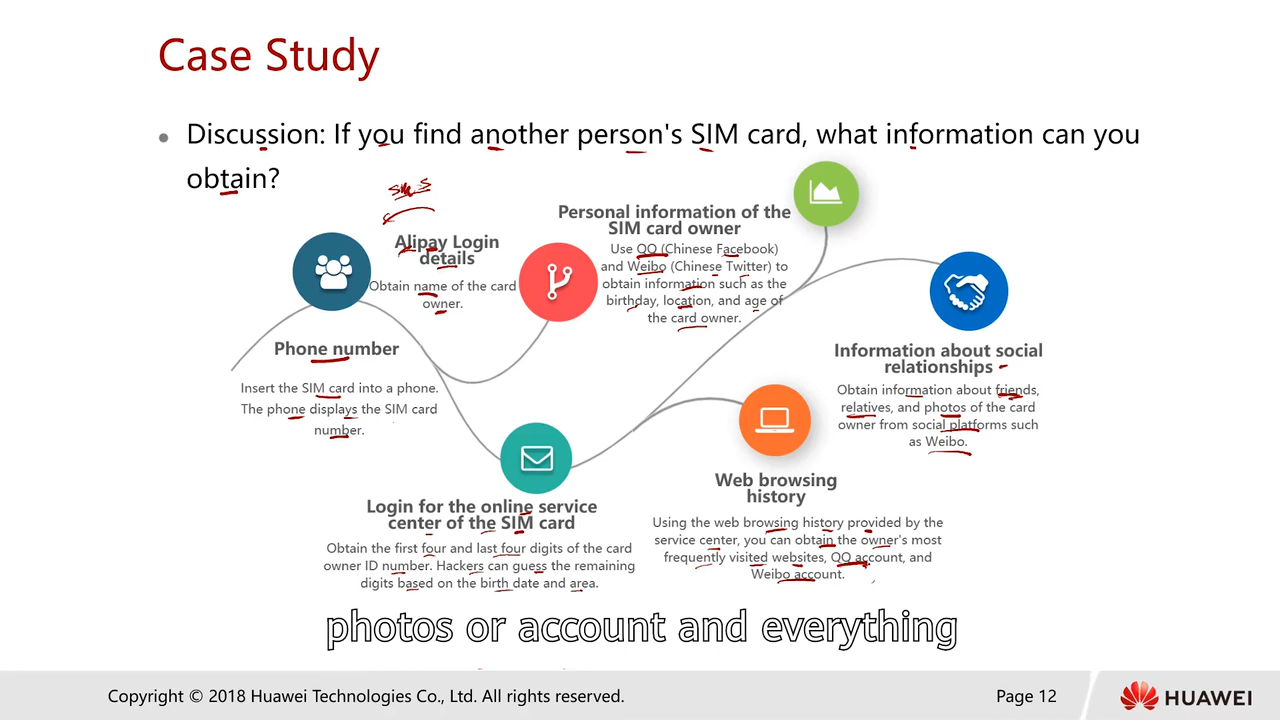 Case Study
Discussion: If you find another person's SIM card, what information can you
obtain?
SMS
Phone number
Insert the SIM card into a phone.
The phone displays the SIM card
number.
Alipay Login
details
Obtain name of the card
owner.
Login for the online service
center of the SIM card
Obtain the first four and last four digits of the card
owner ID number. Hackers can guess the remaining
digits based on the birth date and area.
Personal information of the
SIM card owner
Use QQ (Chinese Facebook)
and Weibo (Chinese Twitter) to
obtain information such as the
birthday, location, and age of
the card owner.
Web browsing
history
Using the web browsing history provided by the
service center, you can obtain the owner's most
frequently visited websites, QQ account, and
Weibo account.
Information about social
relationships
Obtain information about friends,
relatives, and photos of the card
owner from social platforms such
as Weibo.
photos or account and everything
Copyright © 2018 Huawei Technologies Co., Ltd. All rights reserved.
Page 12
HUAWEI